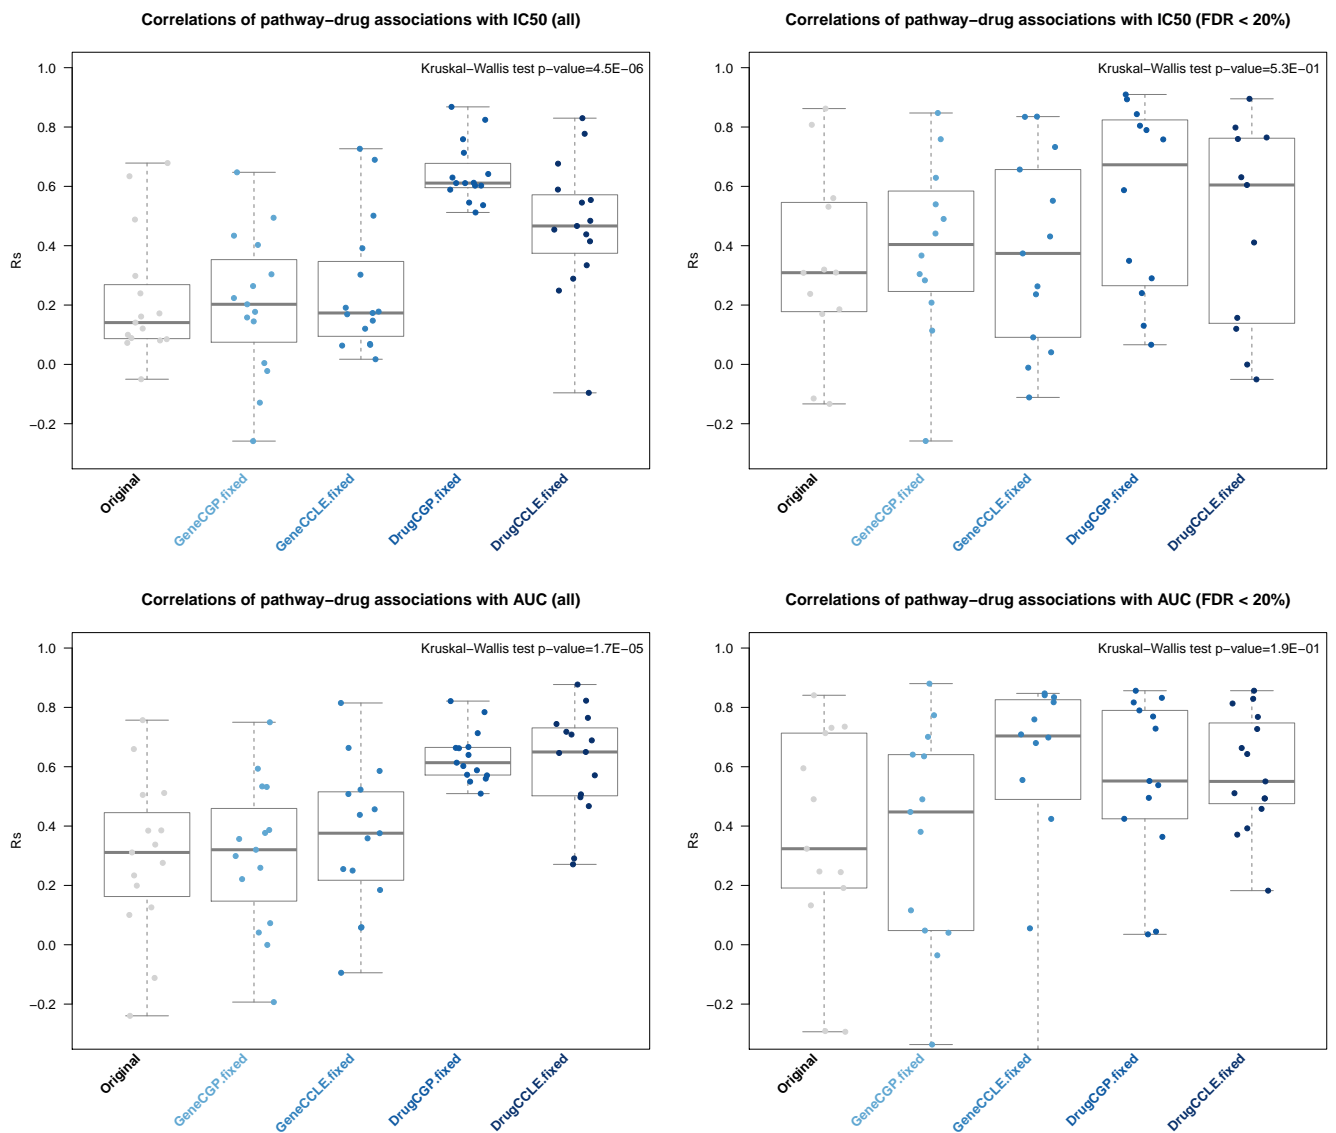 Correlations of pathway−drug associations with IC50 (all)
Kruskal−Wallis test p−value=4.5E−06
1.0
0.8
0.6
0.4
0.2
0.0
−0.2
Rs
Original
GeneCGP.fixed
GeneCCLE.fixed
DrugCGP.fixed
DrugCCLE.fixed
Correlations of pathway−drug associations with IC50 (FDR < 20%)
Kruskal−Wallis test p−value=5.3E−01
1.0
0.8
0.6
0.4
0.2
0.0
−0.2
Rs
Original
GeneCGP.fixed
GeneCCLE.fixed
DrugCGP.fixed
DrugCCLE.fixed
Correlations of pathway−drug associations with AUC (all)
Kruskal−Wallis test p−value=1.7E−05
1.0
0.8
0.6
0.4
0.2
0.0
−0.2
Rs
Original
GeneCGP.fixed
GeneCCLE.fixed
DrugCGP.fixed
DrugCCLE.fixed
Correlations of pathway−drug associations with AUC (FDR < 20%)
Kruskal−Wallis test p−value=1.9E−01
1.0
0.8
0.6
0.4
0.2
0.0
−0.2
Rs
Original
GeneCGP.fixed
GeneCCLE.fixed
DrugCGP.fixed
DrugCCLE.fixed